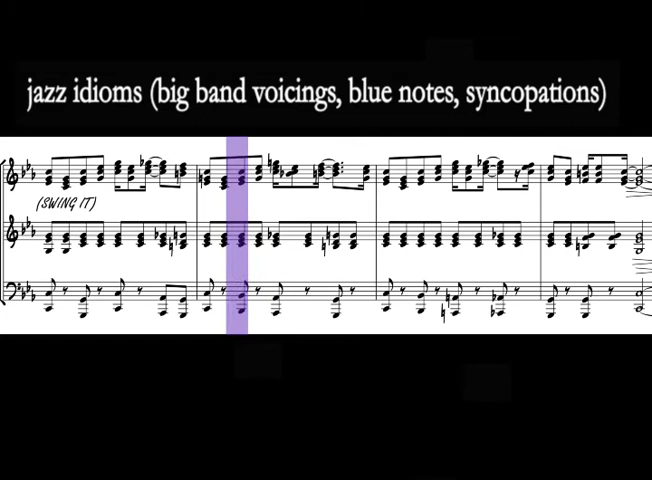 jazz idioms (big band voicings, blue notes, syncopations)
(SWING IT)